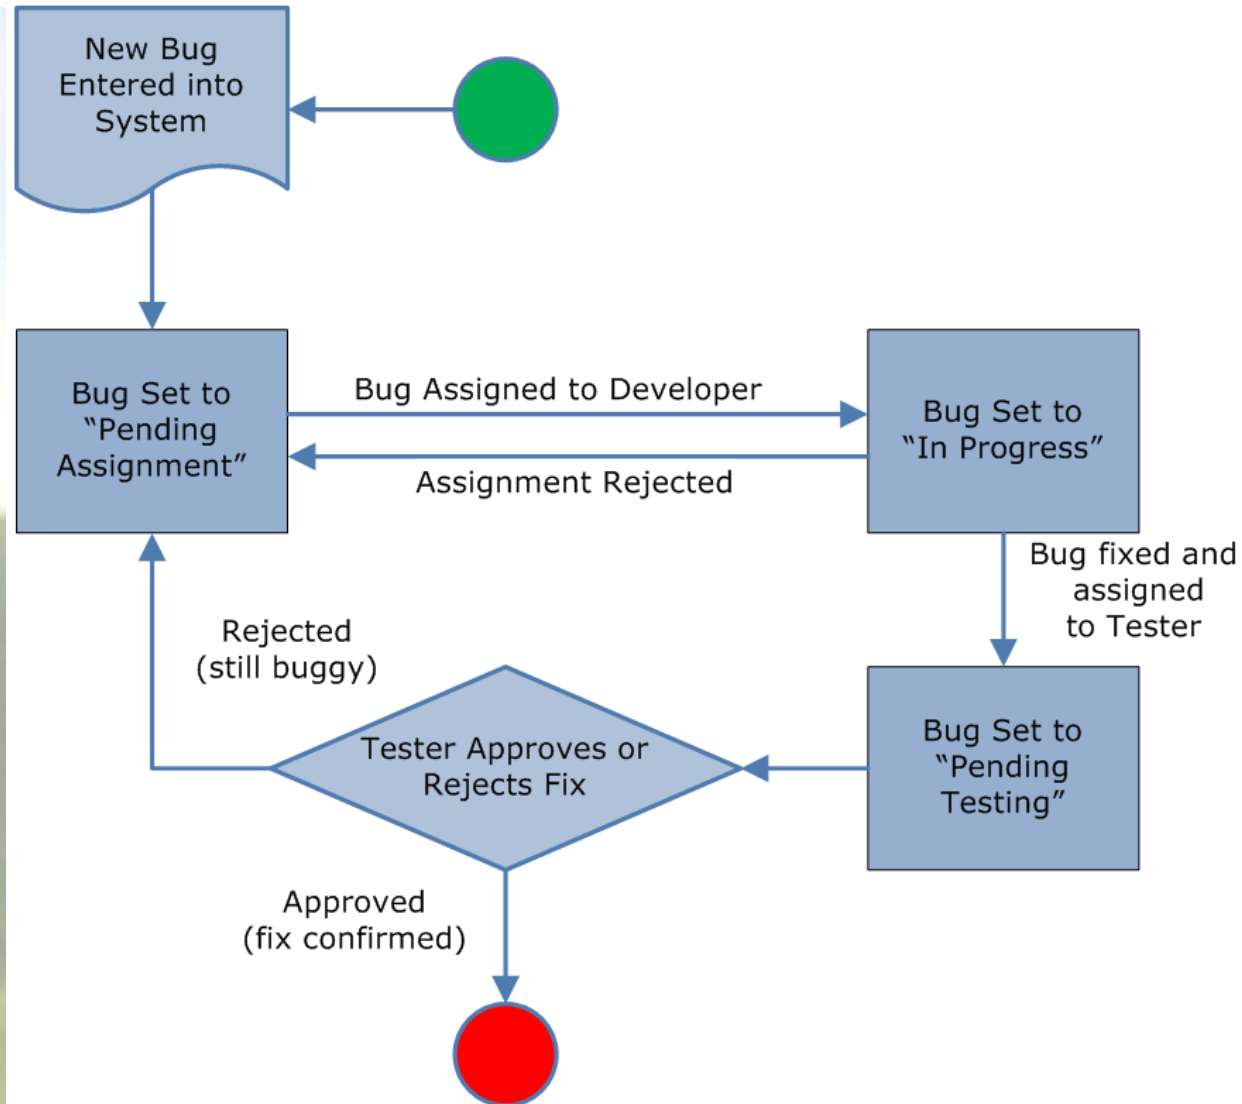 New Bug
Entered into
System
Bug Set to
“Pending
Assignment”
Bug Assigned to Developer
Assignment Rejected
Bug Set to
“In Progress”
Bug fixed and
assigned
to Tester
Rejected
(still buggy)
Tester Approves or
Rejects Fix
Bug Set to
“Pending
Testing”
Approved
(fix confirmed)